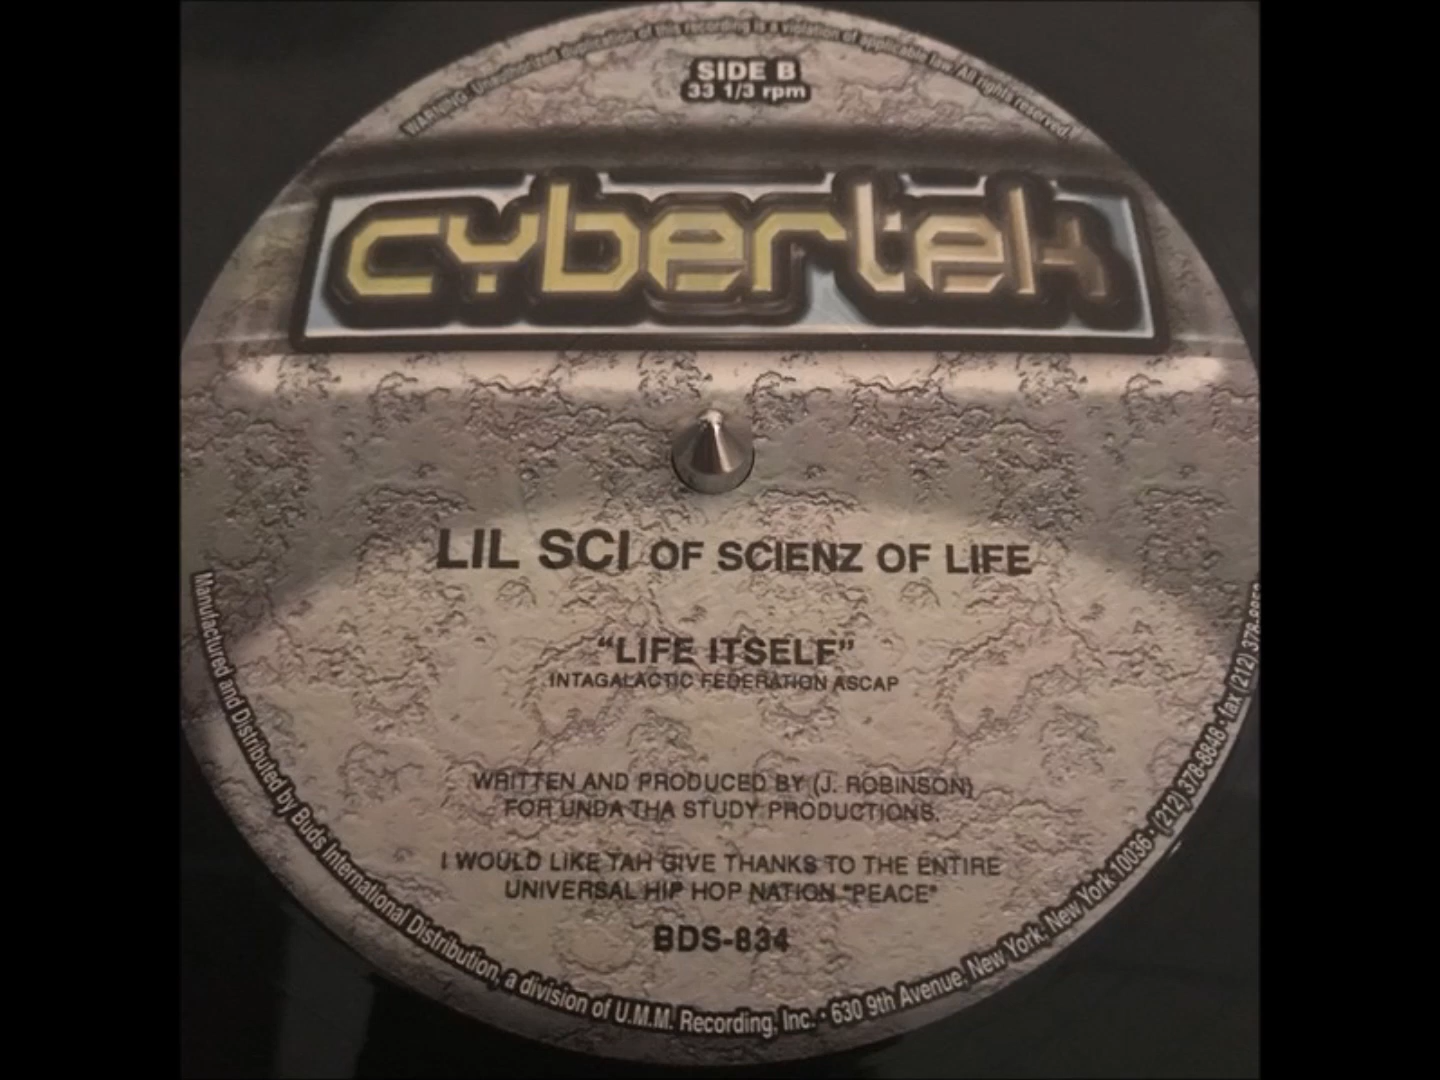 WARNING: Unauthorized duplication of this recording is a violation of applicable law. All rights reserved.
SIDE B
33 1/3 rpm
cybertek
LIL SCI OF SCIENZ OF LIFE
“LIFE ITSELF”
INTAGALACTIC FEDERATION ASCAP
WRITTEN AND PRODUCED BY (J. ROBINSON)
FOR UNDA THA STUDY PRODUCTIONS.
I WOULD LIKE TAH GIVE THANKS TO THE ENTIRE
UNIVERSAL HIP HOP NATION "PEACE"
BDS-834
Manufactured and Distributed by Buds International Distribution, a division of U.M.M. Recording, Inc. · 630 9th Avenue, New York, New York 10036 · (212) 378-8848 · fax (212)